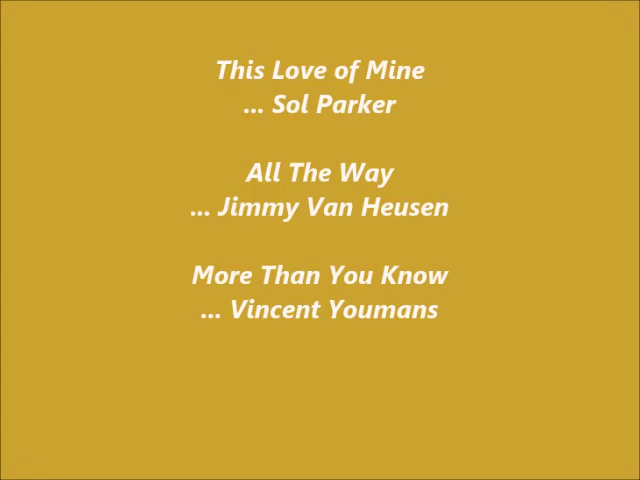 This Love of Mine
... Sol Parker
All The Way
... Jimmy Van Heusen
More Than You Know
... Vincent Youmans